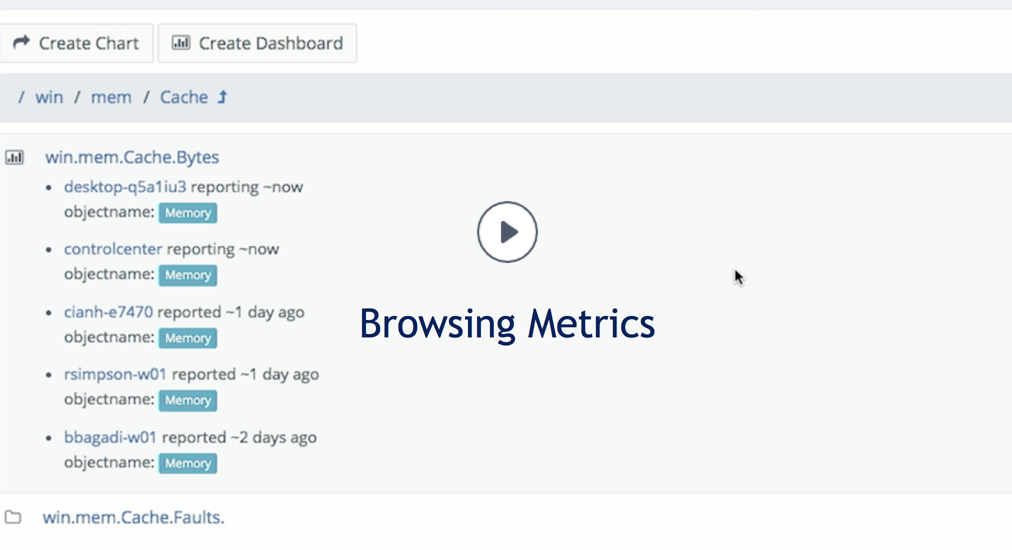 Create Chart Create Dashboard
/ win / mem / Cache
win.mem.Cache.Bytes
desktop-q5a1iu3 reporting ~now
objectname: Memory
controlcenter reporting ~now
objectname: Memory
cianh-e7470 reported ~1 day ago
objectname: Memory
Browsing Metrics
rsimpson-w01 reported ~1 day ago
objectname: Memory
bbagadi-w01 reported ~2 days ago
objectname: Memory
win.mem.Cache.Faults.